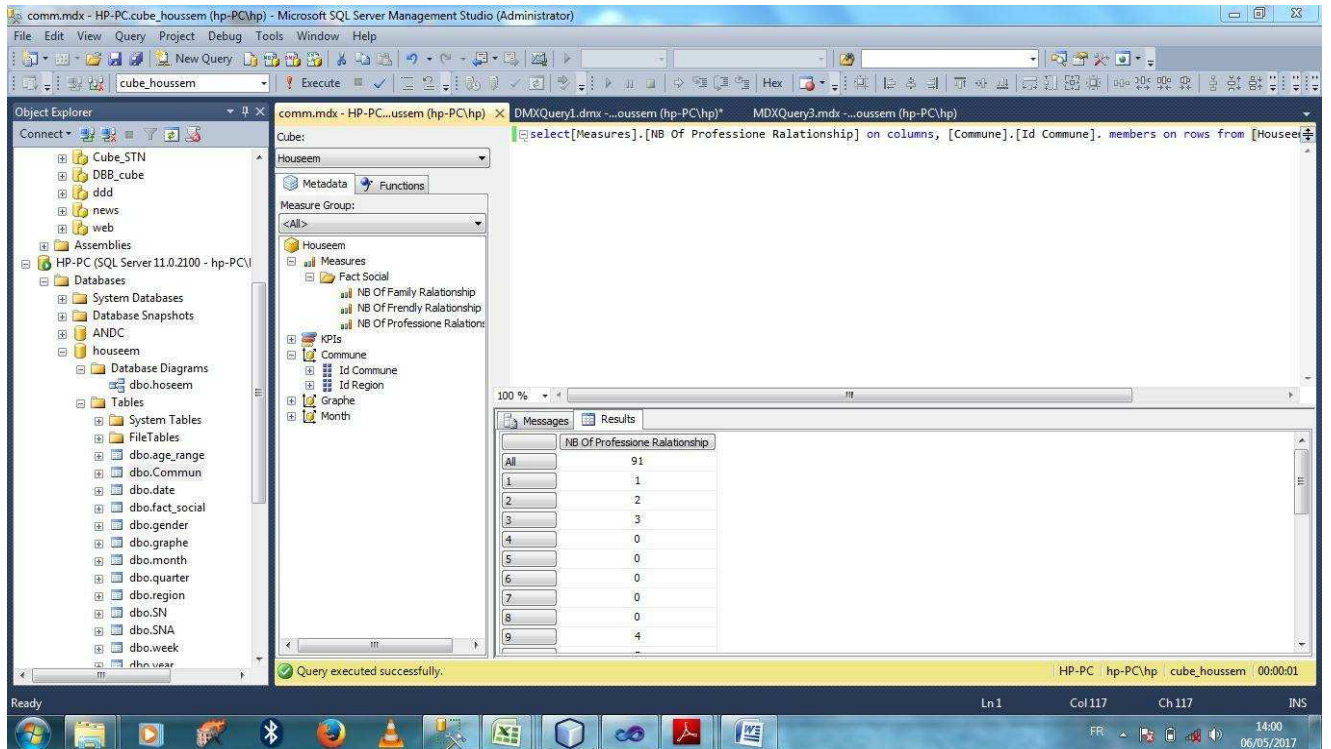 comm.mdx - HP-PC.cube_houssem (hp-PC\hp) - Microsoft SQL Server Management Studio (Administrator)
File Edit View Query Project Debug Tools Window Help
New Query
cube_houssem Execute Hex
Object Explorer
Connect
Cube_STN
DBB_cube
ddd
news
web
Assemblies
HP-PC (SQL Server 11.0.2100 - hp-PC\
Databases
System Databases
Database Snapshots
ANDC
houseem
Database Diagrams
dbo.hoseem
Tables
System Tables
FileTables
dbo.age_range
dbo.Commun
dbo.date
dbo.fact_social
dbo.gender
dbo.graphe
dbo.month
dbo.quarter
dbo.region
dbo.SN
dbo.SNA
dbo.week
dbo.year
comm.mdx - HP-PC...ussem (hp-PC\hp) DMXQuery1.dmx -...oussem (hp-PC\hp)* MDXQuery3.mdx -...oussem (hp-PC\hp)
Cube:
Houseem
Metadata Functions
Measure Group:
<All>
Houseem
Measures
Fact Social
NB Of Family Ralationship
NB Of Frendly Ralationship
NB Of Professione Ralations
KPIs
Commune
Id Commune
Id Region
Graphe
Month
select[Measures].[NB Of Professione Ralationship] on columns, [Commune].[Id Commune]. members on rows from [Houseer
100 %
Messages Results
NB Of Professione Ralationship
All 91
1 1
2 2
3 3
4 0
5 0
6 0
7 0
8 0
9 4
Query executed successfully. HP-PC hp-PC\hp cube_houssem 00:00:01
Ready Ln 1 Col 117 Ch 117 INS
FR 14:00
06/05/2017